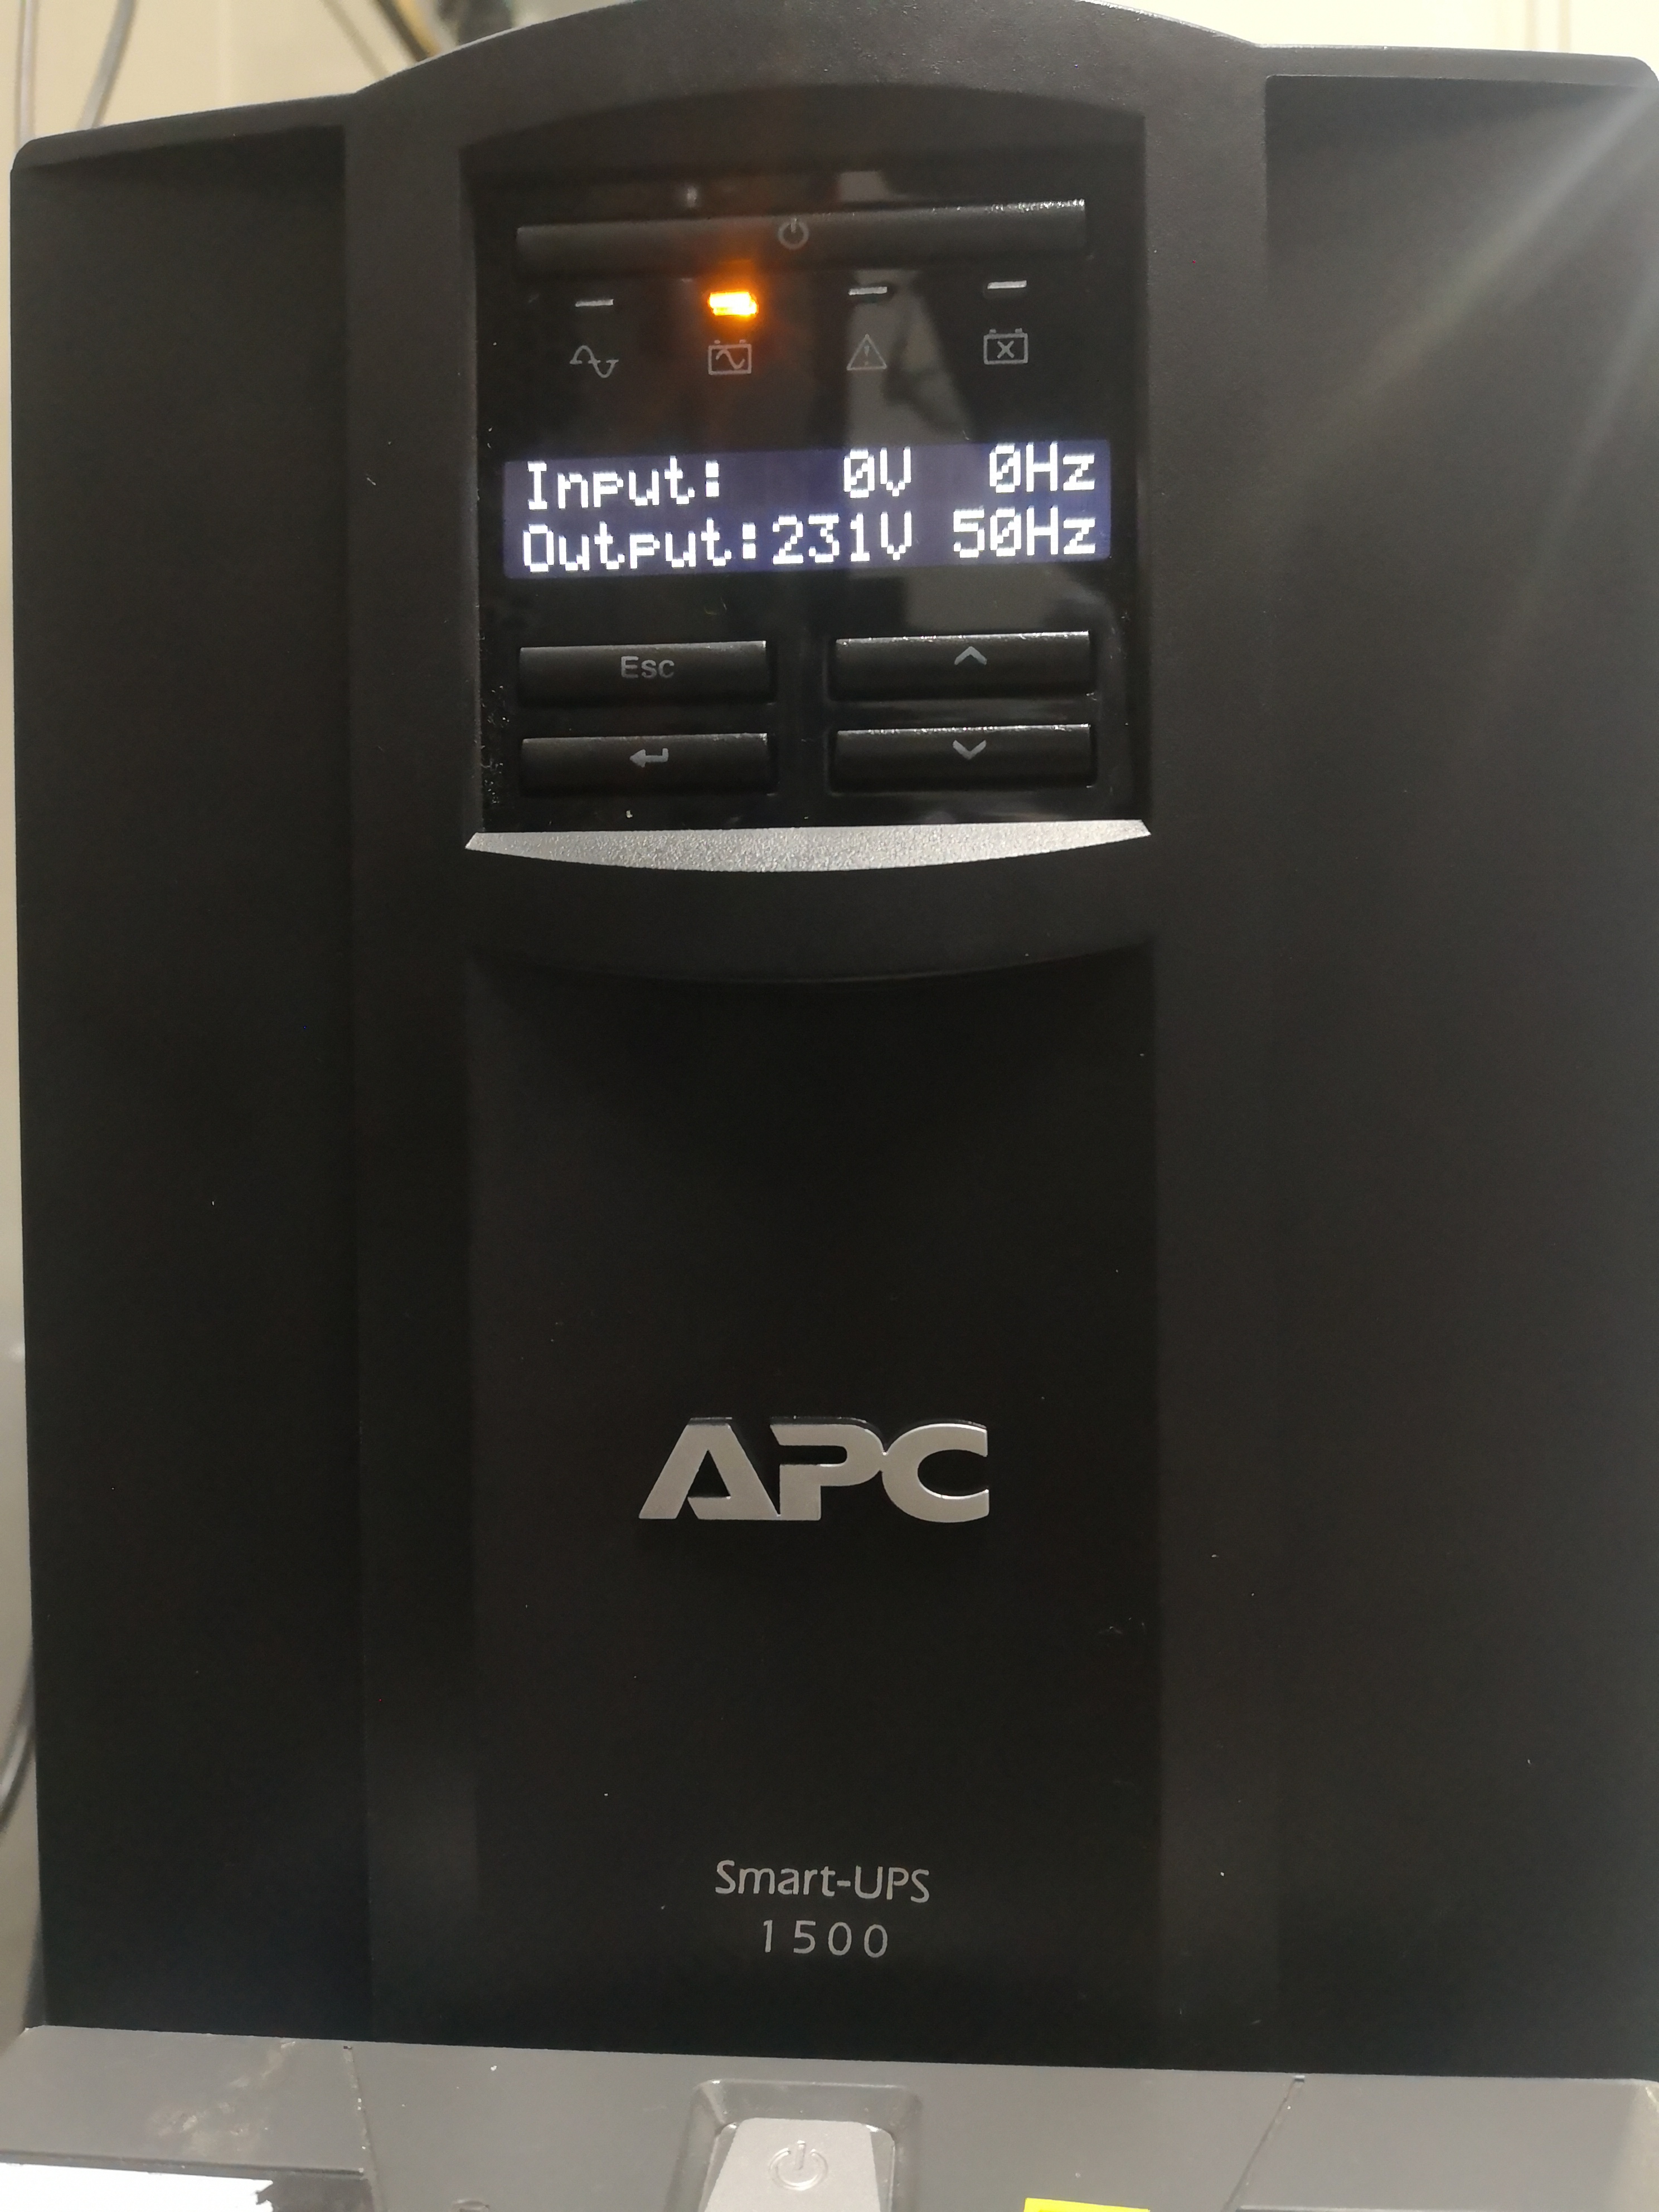 Input: 0V 0Hz
Output:231V 50Hz
Esc
APC
Smart-UPS
1500